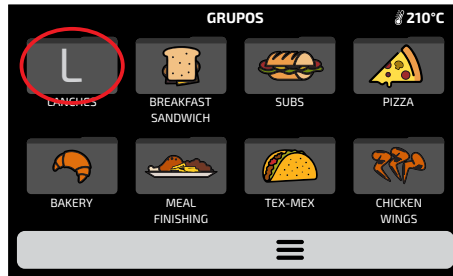 GRUPOS
210°C
L
LANCHES
BREAKFAST
SANDWICH
SUBS
PIZZA
BAKERY
MEAL
FINISHING
TEX-MEX
CHICKEN
WINGS